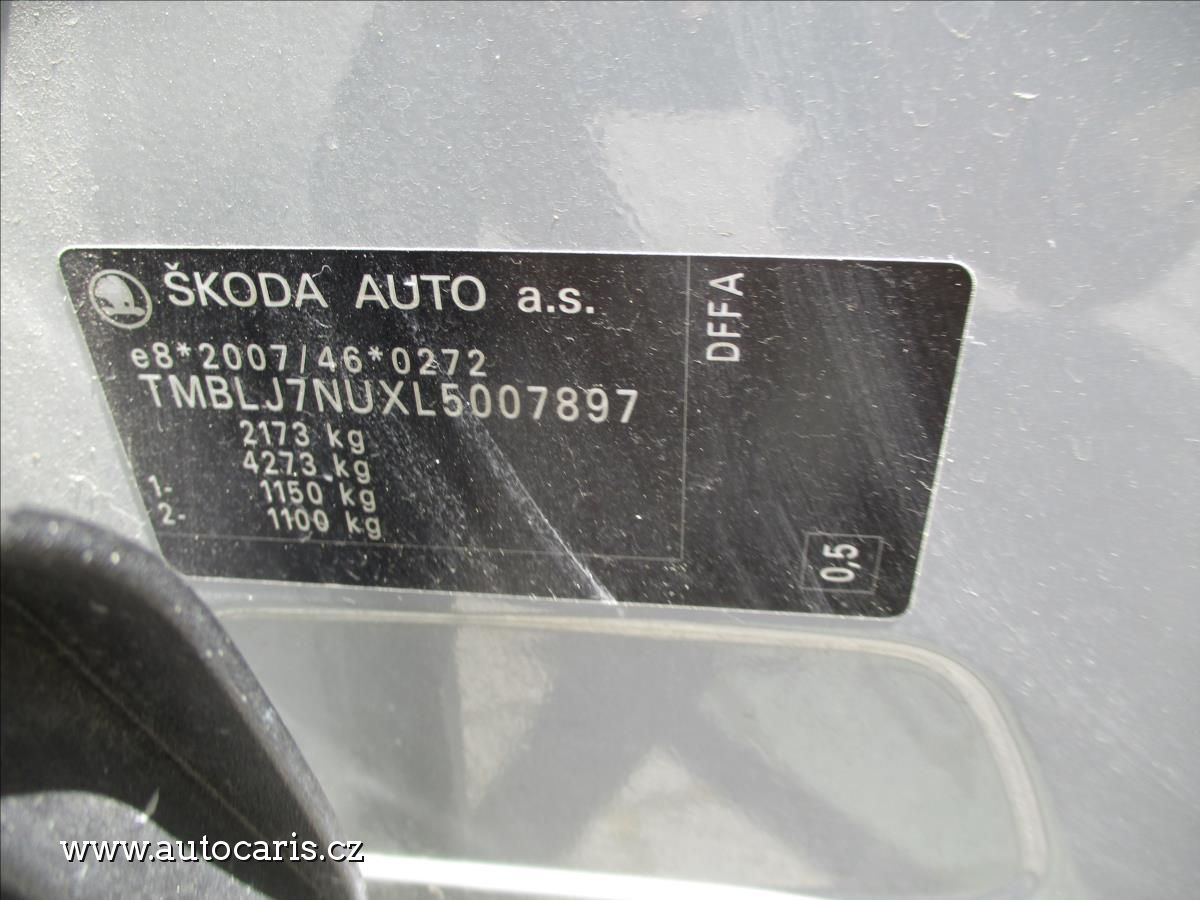 ŠKODA AUTO a.s.
e8*2007/46*0272
TMBLJ7NUXL5007897
2173 kg
4273 kg
1- 1150 kg
2- 1100 kg
DFFA
0,5
www.autocaris.cz